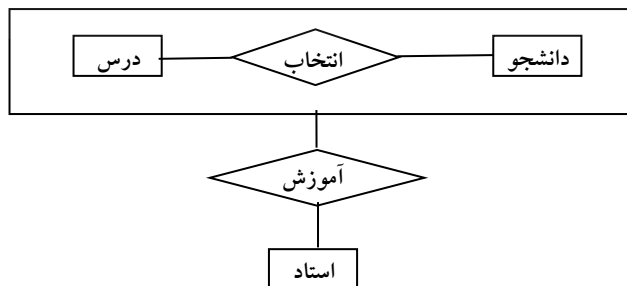 دانشجو
انتخاب
درس
آموزش
استاد